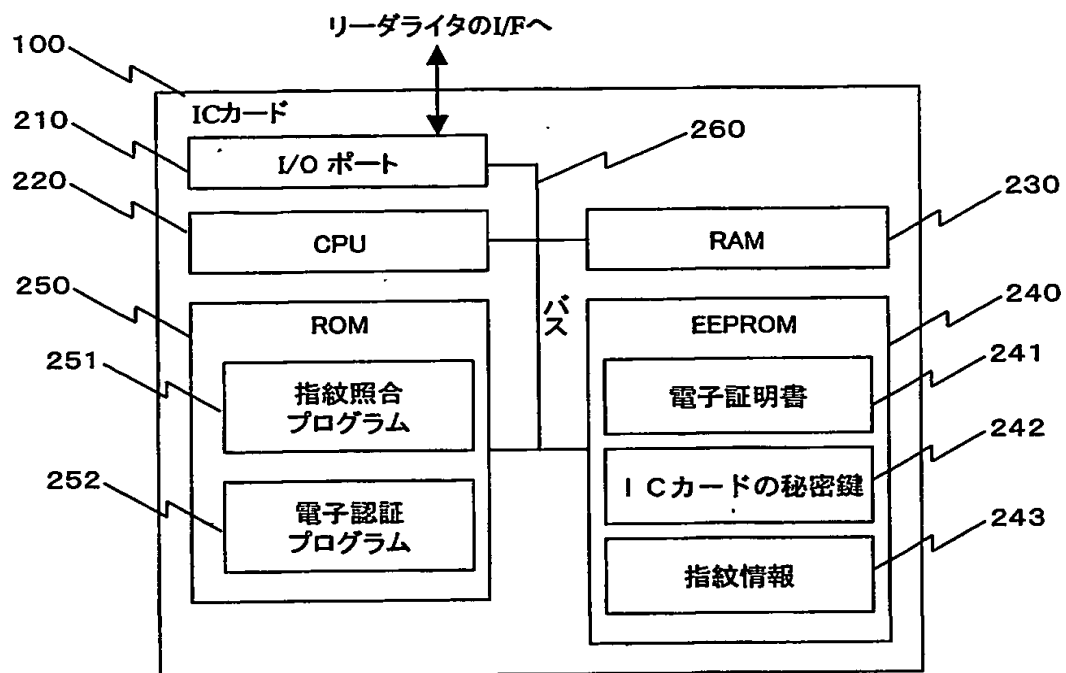 リーダライタのI/Fへ
100
ICカード
210
I/O ポート
260
220
CPU
230
RAM
250
ROM
バス
240
EEPROM
251
指紋照合
プログラム
241
電子証明書
242
ICカードの秘密鍵
252
電子認証
プログラム
243
指紋情報